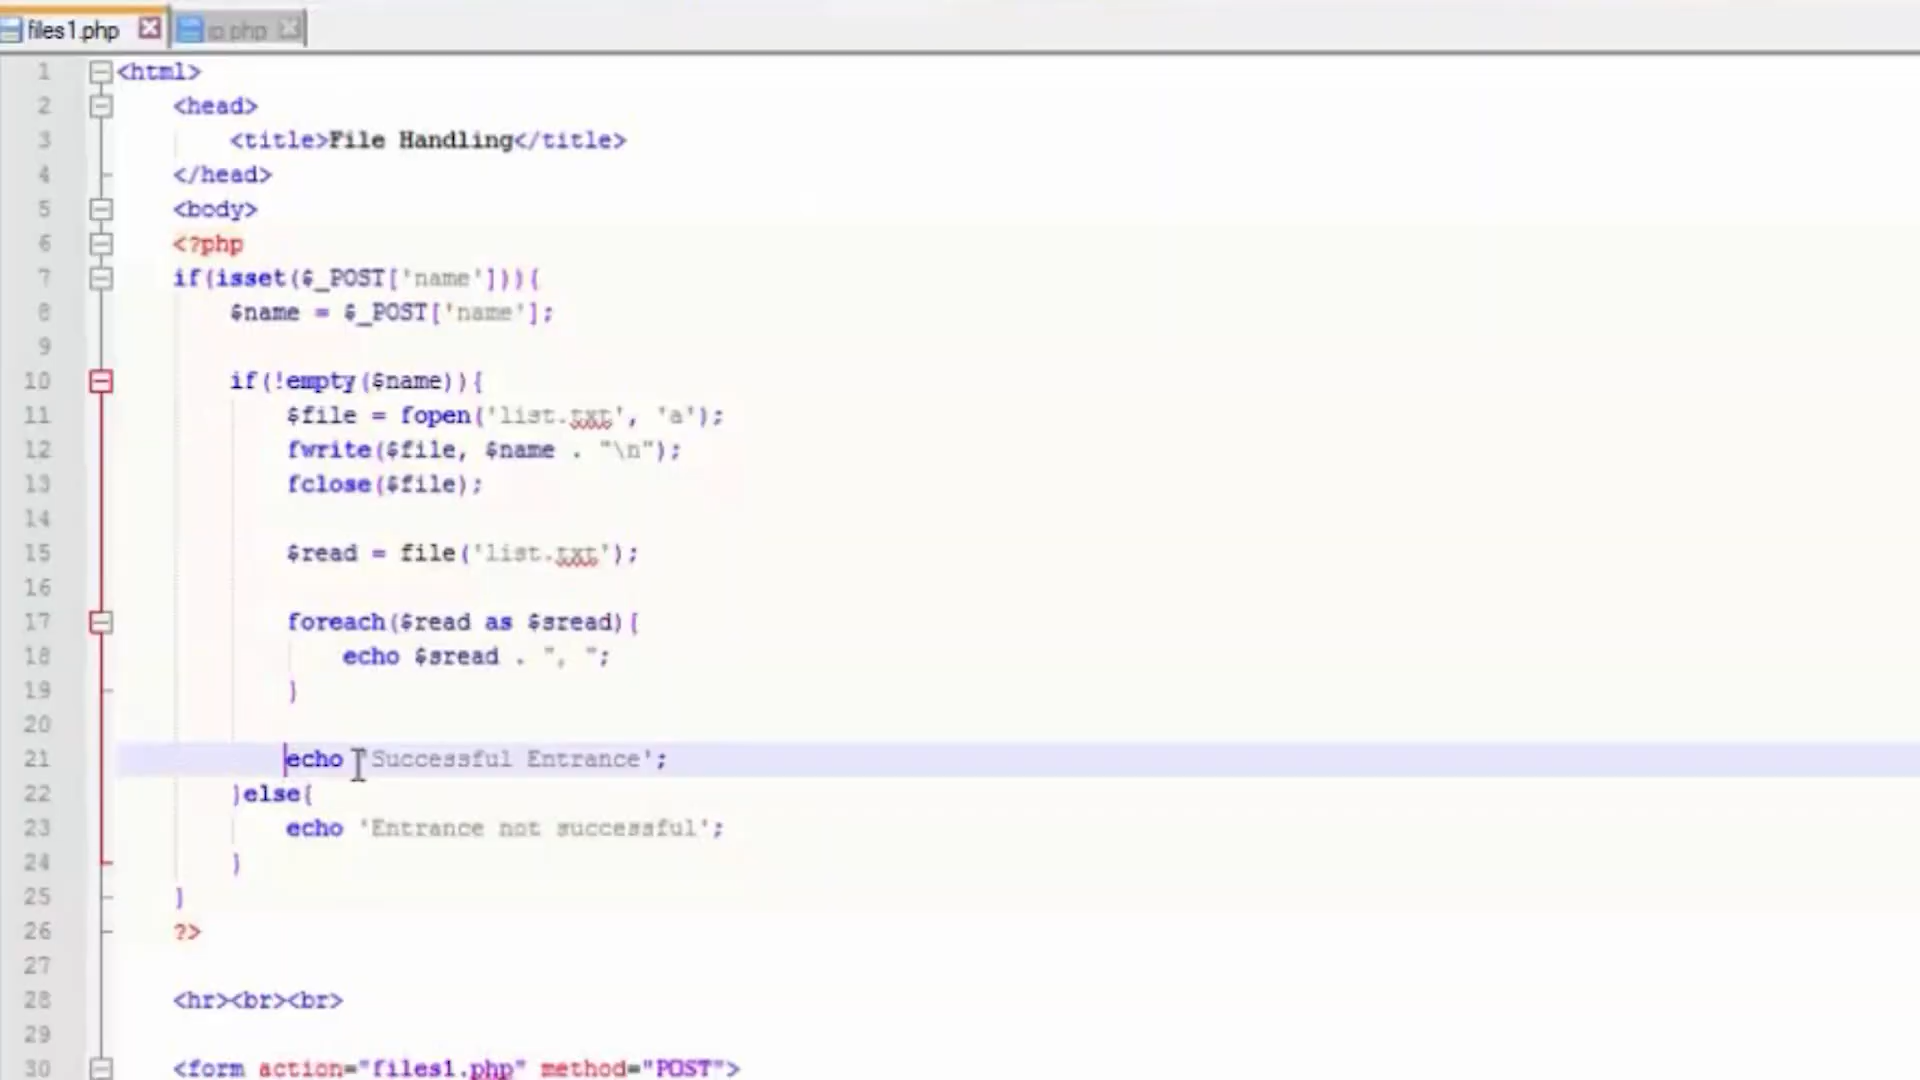 files1.php ip.php
1 <html>
2 <head>
3 <title>File Handling</title>
4 </head>
5 <body>
6 <?php
7 if(isset($_POST['name'])){
8 $name = $_POST['name'];
9
10 if(!empty($name)){
11 $file = fopen('list.txt', 'a');
12 fwrite($file, $name . "\n");
13 fclose($file);
14
15 $read = file('list.txt');
16
17 foreach($read as $sread){
18 echo $sread . ", ";
19 }
20
21 echo 'Successful Entrance';
22 }else{
23 echo 'Entrance not successful';
24 }
25 }
26 ?>
27
28 <hr><br><br>
29
30 <form action="files1.php" method="POST">